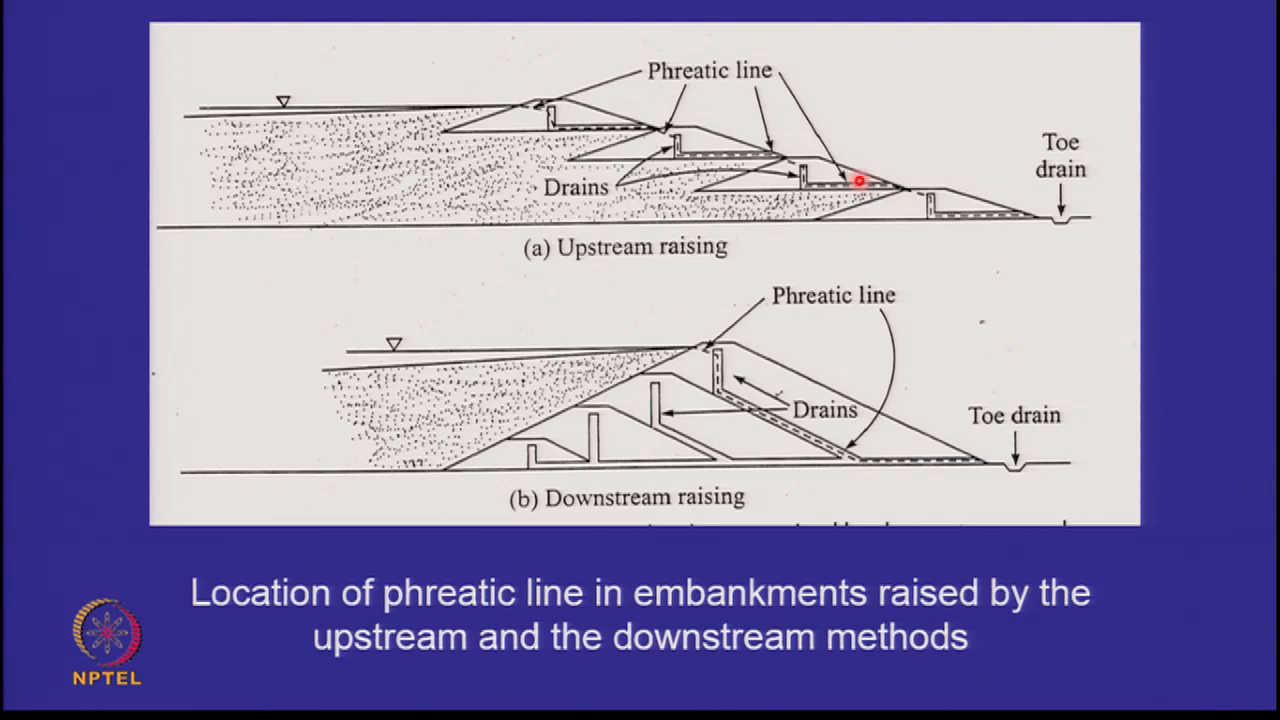 Phreatic line
Toe
drain
Drains
(a) Upstream raising
Phreatic line
Drains
Toe drain
(b) Downstream raising
Location of phreatic line in embankments raised by the
upstream and the downstream methods
NPTEL